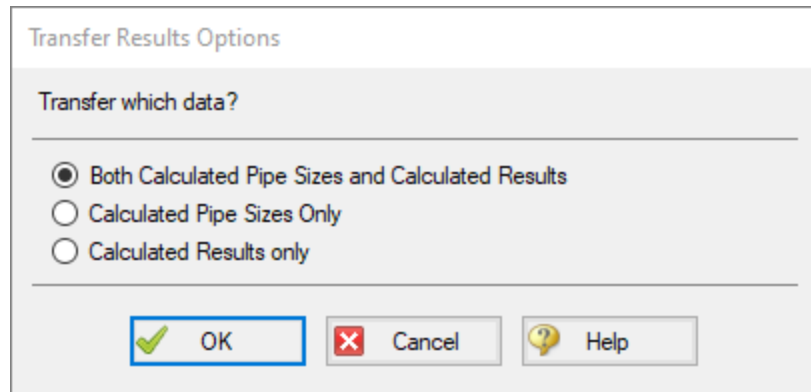 Transfer Results Options
Transfer which data?
Both Calculated Pipe Sizes and Calculated Results
Calculated Pipe Sizes Only
Calculated Results only
OK Cancel Help